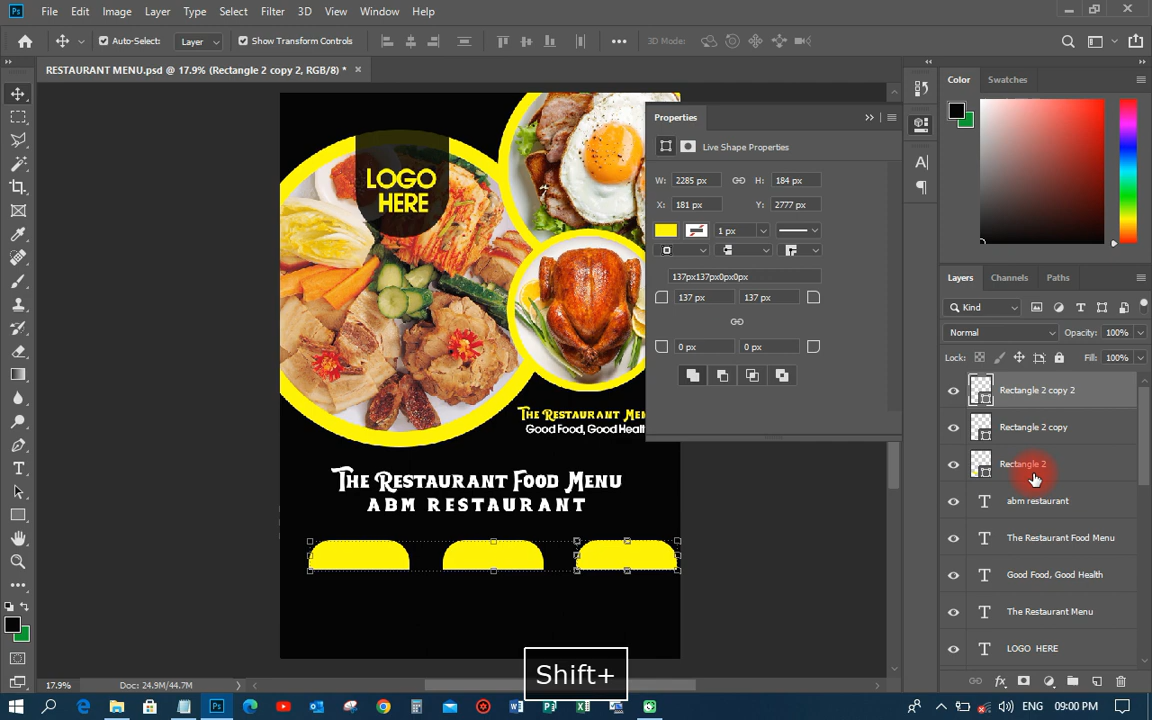 Ps File Edit Image Layer Type Select Filter 3D View Window Help
Auto-Select: Layer Show Transform Controls 3D Mode:
RESTAURANT MENU.psd @ 17.9% (Rectangle 2 copy 2, RGB/8) *
Properties
Live Shape Properties
W: 2285 px H: 184 px
X: 181 px Y: 2777 px
1 px
137px137px0px0px
137 px 137 px
0 px 0 px
LOGO
HERE
The Restaurant Men
Good Food, Good Health
The Restaurant Food Menu
ABM RESTAURANT
Color Swatches
Layers Channels Paths
Kind
Normal Opacity: 100%
Lock: Fill: 100%
Rectangle 2 copy 2
Rectangle 2 copy
Rectangle 2
abm restaurant
The Restaurant Food Menu
Good Food, Good Health
The Restaurant Menu
LOGO HERE
Shift+
17.9% Doc: 24.9M/44.7M
ENG 09:00 PM